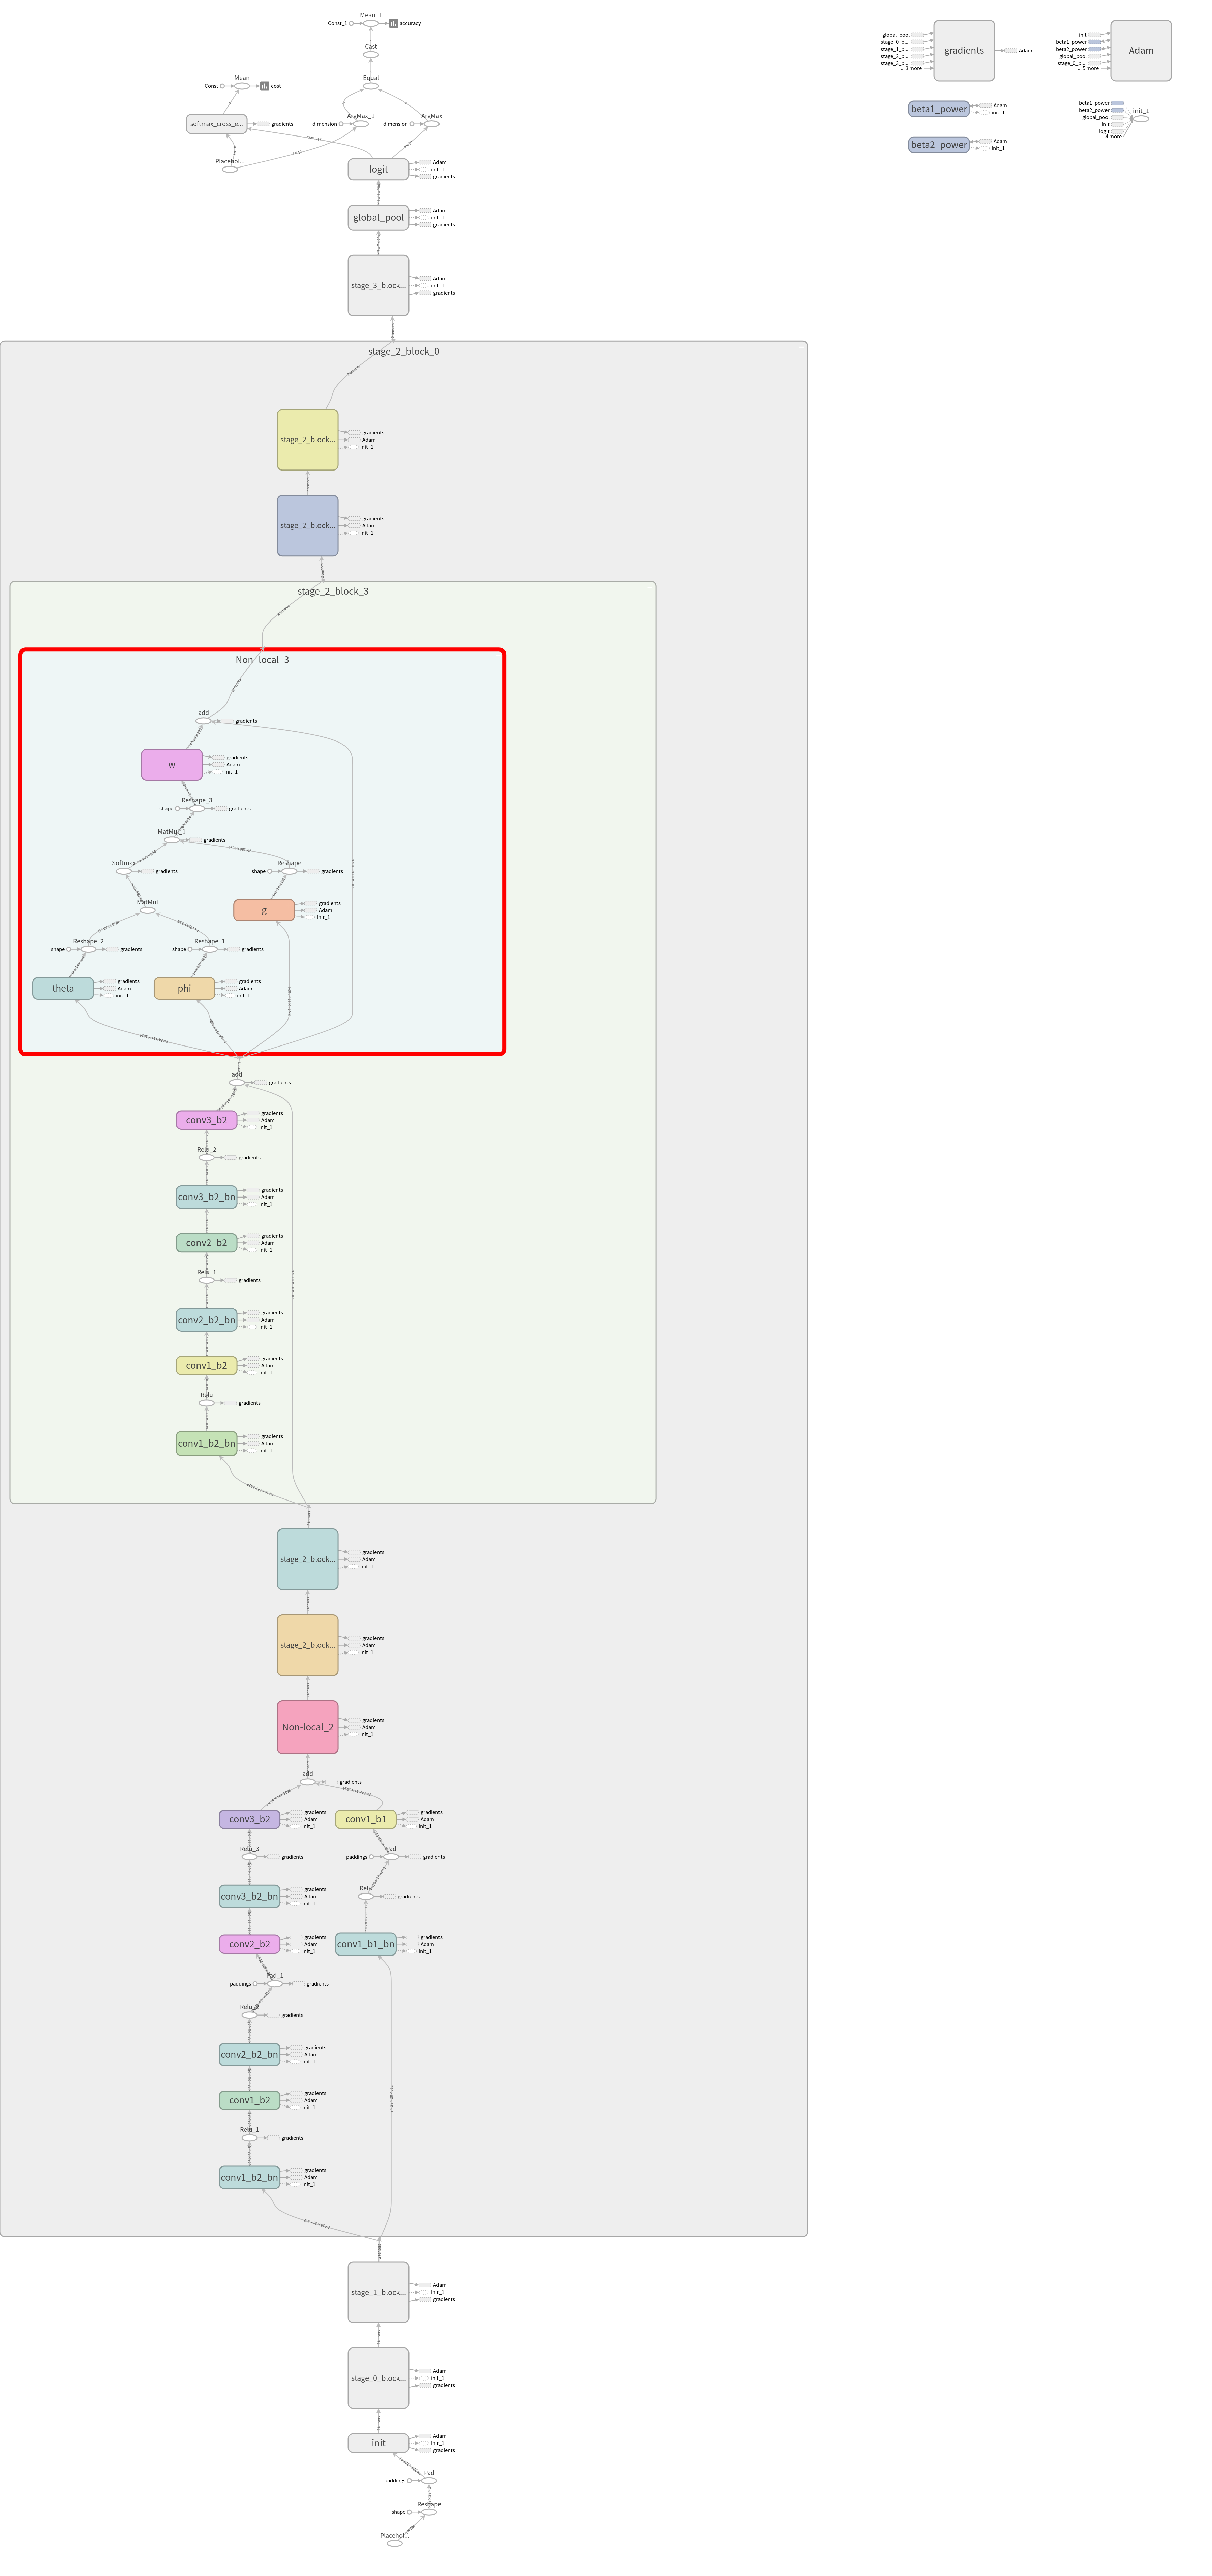 Mean_1
Const_1
accuracy
Cast
Mean
Equal
Const
cost
softmax_cross_e...
gradients
ArgMax_1
dimension
ArgMax
dimension
Placehol...
logit
Adam
init_1
gradients
global_pool
Adam
init_1
gradients
stage_3_block...
Adam
init_1
gradients
global_pool
stage_0_bl...
stage_1_bl...
stage_2_bl...
stage_3_bl...
... 3 more
gradients
Adam
init
beta1_power
beta2_power
global_pool
stage_0_bl...
... 5 more
Adam
beta1_power
Adam
init_1
beta2_power
Adam
init_1
beta1_power
beta2_power
global_pool
init
logit
... 4 more
init_1
stage_2_block_0
stage_2_block...
gradients
Adam
init_1
stage_2_block...
gradients
Adam
init_1
stage_2_block_3
Non_local_3
add
gradients
w
gradients
Adam
init_1
Reshape_3
shape
gradients
MatMul_1
gradients
Softmax
gradients
Reshape
shape
gradients
MatMul
g
gradients
Adam
init_1
Reshape_2
shape
gradients
Reshape_1
shape
gradients
theta
gradients
Adam
init_1
phi
gradients
Adam
init_1
add
gradients
conv3_b2
gradients
Adam
init_1
Relu_2
gradients
conv3_b2_bn
gradients
Adam
init_1
conv2_b2
gradients
Adam
init_1
Relu_1
gradients
conv2_b2_bn
gradients
Adam
init_1
conv1_b2
gradients
Adam
init_1
Relu
gradients
conv1_b2_bn
gradients
Adam
init_1
stage_2_block...
gradients
Adam
init_1
stage_2_block...
gradients
Adam
init_1
Non-local_2
gradients
Adam
init_1
add
gradients
conv3_b2
gradients
Adam
init_1
conv1_b1
gradients
Adam
init_1
Relu_3
gradients
Pad
paddings
gradients
conv3_b2_bn
gradients
Adam
init_1
Relu
gradients
conv2_b2
gradients
Adam
init_1
conv1_b1_bn
gradients
Adam
init_1
Pad_1
paddings
gradients
Relu_2
gradients
conv2_b2_bn
gradients
Adam
init_1
conv1_b2
gradients
Adam
init_1
Relu_1
gradients
conv1_b2_bn
gradients
Adam
init_1
stage_1_block...
Adam
init_1
gradients
stage_0_block...
Adam
init_1
gradients
init
Adam
init_1
gradients
Pad
paddings
Reshape
shape
Placehol...